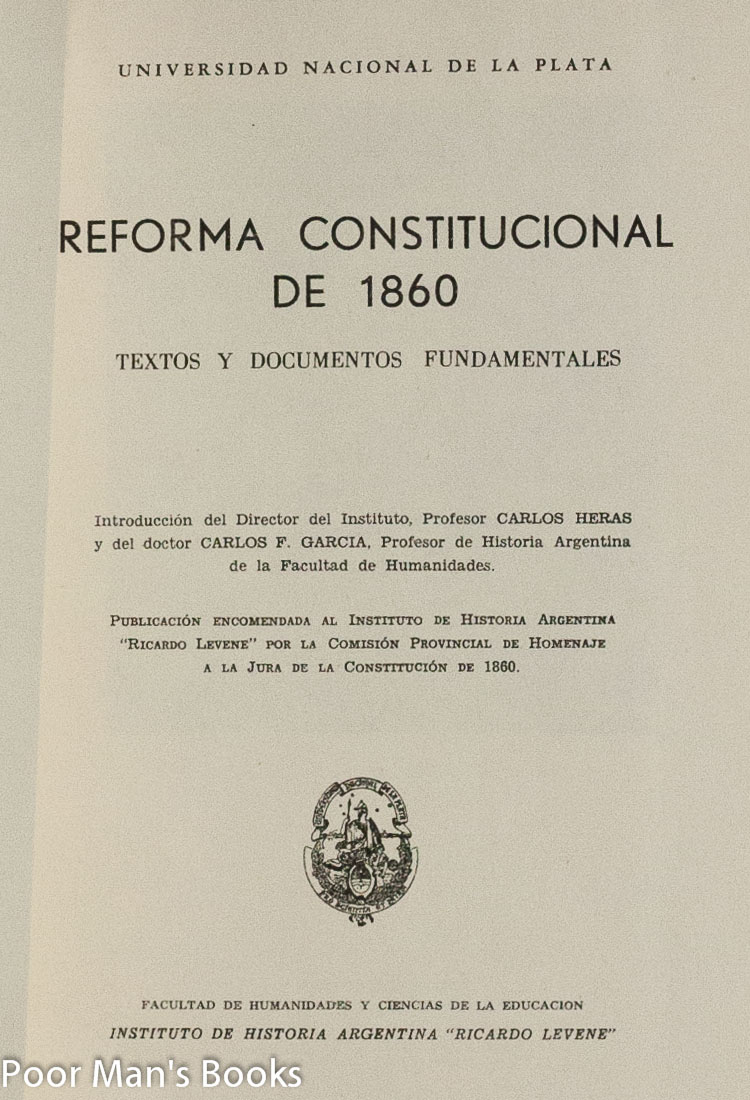 UNIVERSIDAD NACIONAL DE LA PLATA
REFORMA CONSTITUCIONAL
DE 1860
TEXTOS Y DOCUMENTOS FUNDAMENTALES
Introducción del Director del Instituto, Profesor CARLOS HERAS
y del doctor CARLOS F. GARCIA, Profesor de Historia Argentina
de la Facultad de Humanidades.
PUBLICACIÓN ENCOMENDADA AL INSTITUTO DE HISTORIA ARGENTINA
"RICARDO LEVENE" POR LA COMISIÓN PROVINCIAL DE HOMENAJE
A LA JURA DE LA CONSTITUCIÓN DE 1860.
FACULTAD DE HUMANIDADES Y CIENCIAS DE LA EDUCACION
INSTITUTO DE HISTORIA ARGENTINA "RICARDO LEVENE"
Poor Man's Books